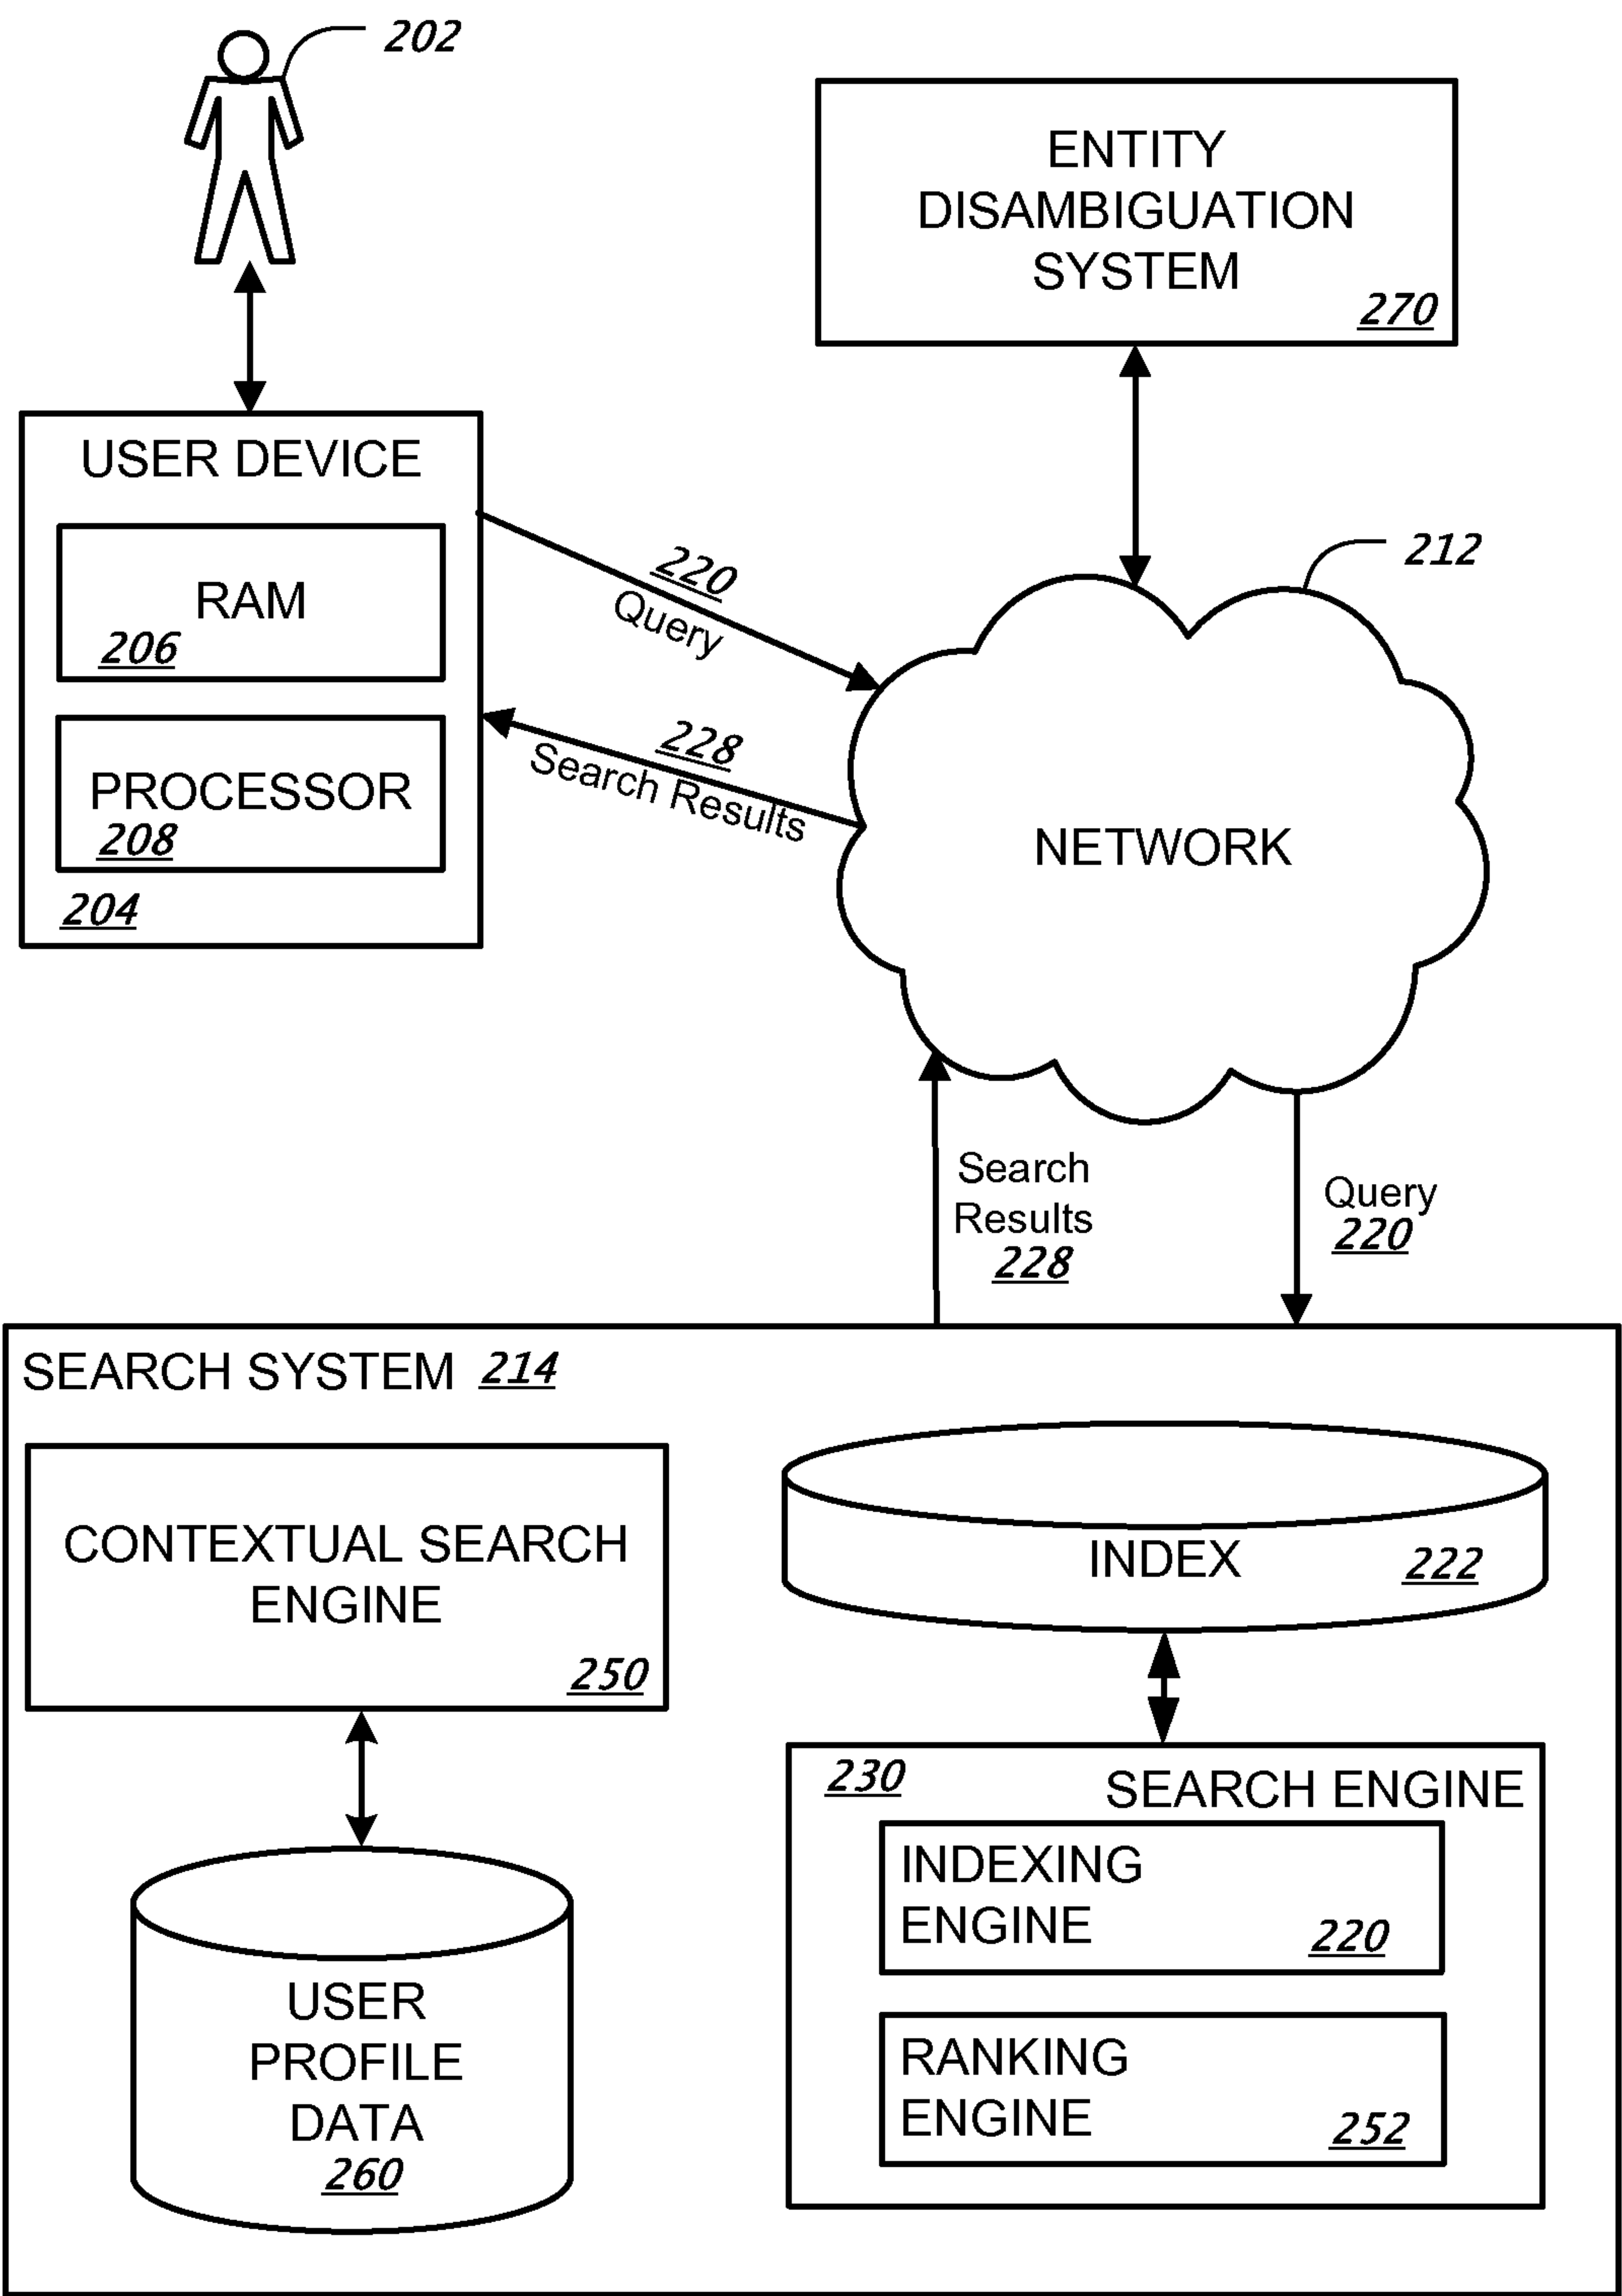 202
ENTITY
DISAMBIGUATION
SYSTEM
270
USER DEVICE
RAM
206
PROCESSOR
208
204
220
Query
228
Search Results
212
NETWORK
Search
Results
228
Query
220
SEARCH SYSTEM 214
CONTEXTUAL SEARCH
ENGINE
250
USER
PROFILE
DATA
260
INDEX
222
230
SEARCH ENGINE
INDEXING
ENGINE
220
RANKING
ENGINE
252